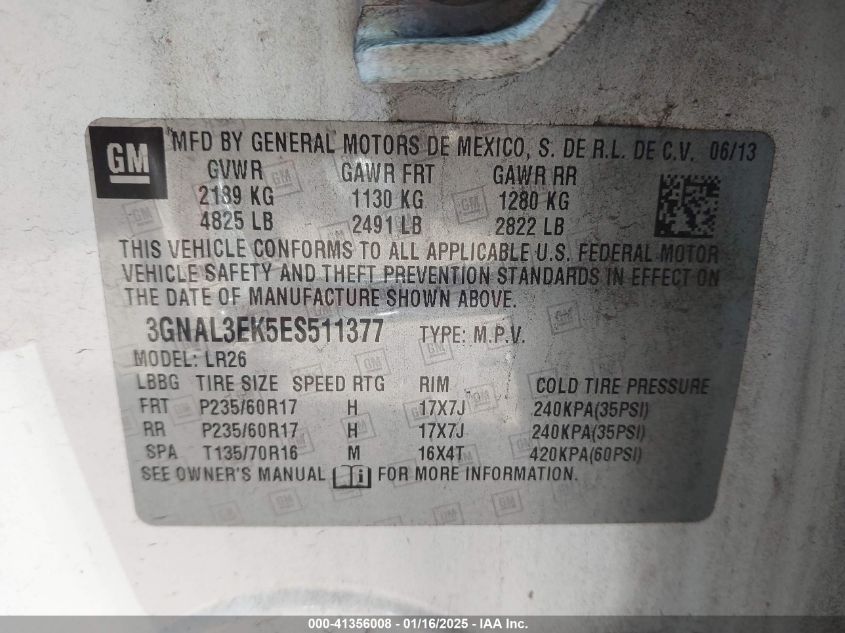 GM MFD BY GENERAL MOTORS DE MEXICO, S. DE R.L. DE C.V. 06/13
GVWR GAWR FRT GAWR RR
2189 KG 1130 KG 1280 KG
4825 LB 2491 LB 2822 LB
THIS VEHICLE CONFORMS TO ALL APPLICABLE U.S. FEDERAL MOTOR
VEHICLE SAFETY AND THEFT PREVENTION STANDARDS IN EFFECT ON
THE DATE OF MANUFACTURE SHOWN ABOVE.
3GNAL3EK5ES511377 TYPE: M.P.V.
MODEL: LR26
LBBG TIRE SIZE SPEED RTG RIM COLD TIRE PRESSURE
FRT P235/60R17 H 17X7J 240KPA(35PSI)
RR P235/60R17 H 17X7J 240KPA(35PSI)
SPA T135/70R16 M 16X4T 420KPA(60PSI)
SEE OWNER'S MANUAL FOR MORE INFORMATION.
000-41356008 - 01/16/2025 - IAA Inc.